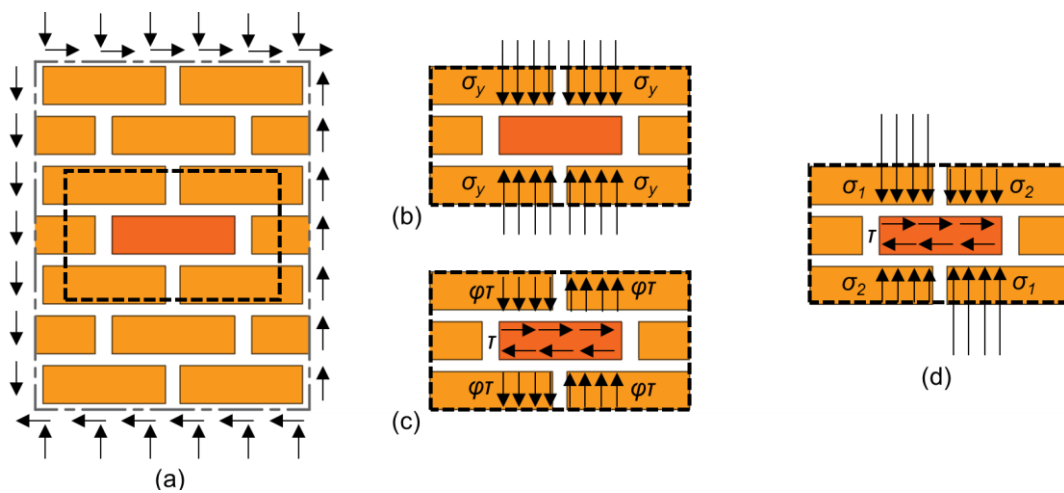 (a)
σy σy
σy σy
(b)
φτ φτ
τ
φτ φτ
(c)
σ1 σ2
τ
σ2 σ1
(d)